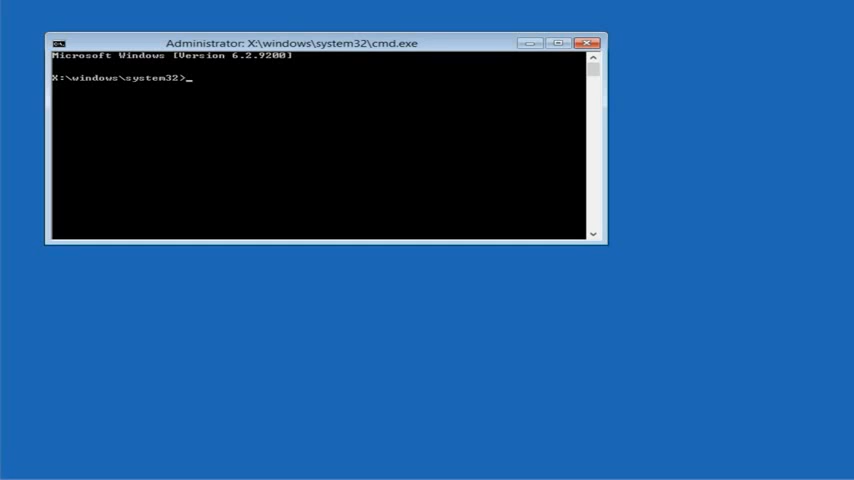 Administrator: X:\windows\system32\cmd.exe
Microsoft Windows [Version 6.2.9200]
X:\windows\system32>_